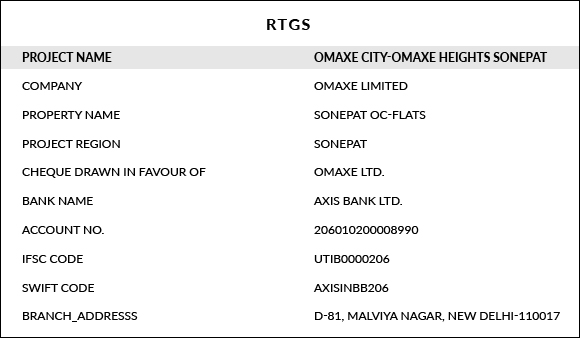 RTGS
PROJECT NAME OMAXE CITY-OMAXE HEIGHTS SONEPAT
COMPANY OMAXE LIMITED
PROPERTY NAME SONEPAT OC-FLATS
PROJECT REGION SONEPAT
CHEQUE DRAWN IN FAVOUR OF OMAXE LTD.
BANK NAME AXIS BANK LTD.
ACCOUNT NO. 206010200008990
IFSC CODE UTIB0000206
SWIFT CODE AXISINBB206
BRANCH_ADDRESSS D-81, MALVIYA NAGAR, NEW DELHI-110017